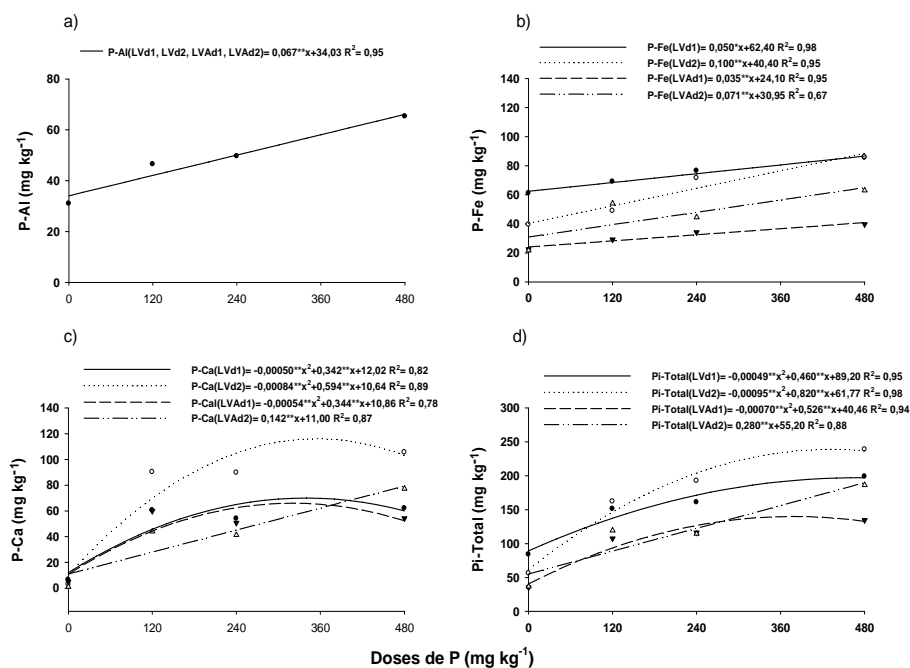 a)
P-Al(LVd1, LVd2, LVAd1, LVAd2)= 0,067**x+34,03 R²= 0,95
P-Al (mg kg⁻¹)
80
60
40
20
0
0 120 240 360 480
b)
P-Fe(LVd1)= 0,050*x+62,40 R²= 0,98
P-Fe(LVd2)= 0,100**x+40,40 R²= 0,95
P-Fe(LVAd1)= 0,035**x+24,10 R²= 0,95
P-Fe(LVAd2)= 0,071**x+30,95 R²= 0,67
P-Fe (mg kg⁻¹)
140
120
100
80
60
40
20
0
0 120 240 360 480
c)
P-Ca(LVd1)= -0,00050**x²+0,342**x+12,02 R²= 0,82
P-Ca(LVd2)= -0,00084**x²+0,594**x+10,64 R²= 0,89
P-Cal(LVAd1)= -0,00054**x²+0,344**x+10,86 R²= 0,78
P-Ca(LVAd2)= 0,142**x+11,00 R²= 0,87
P-Ca (mg kg⁻¹)
160
140
120
100
80
60
40
20
0
0 120 240 360 480
d)
Pi-Total(LVd1)= -0,00049**x²+0,460**x+89,20 R²= 0,95
Pi-Total(LVd2)= -0,00095**x²+0,820**x+61,77 R²= 0,98
Pi-Total(LVAd1)= -0,00070**x²+0,526**x+40,46 R²= 0,94
Pi-Total(LVAd2)= 0,280**x+55,20 R²= 0,88
Pi-Total (mg kg⁻¹)
300
250
200
150
100
50
0
0 120 240 360 480
Doses de P (mg kg⁻¹)